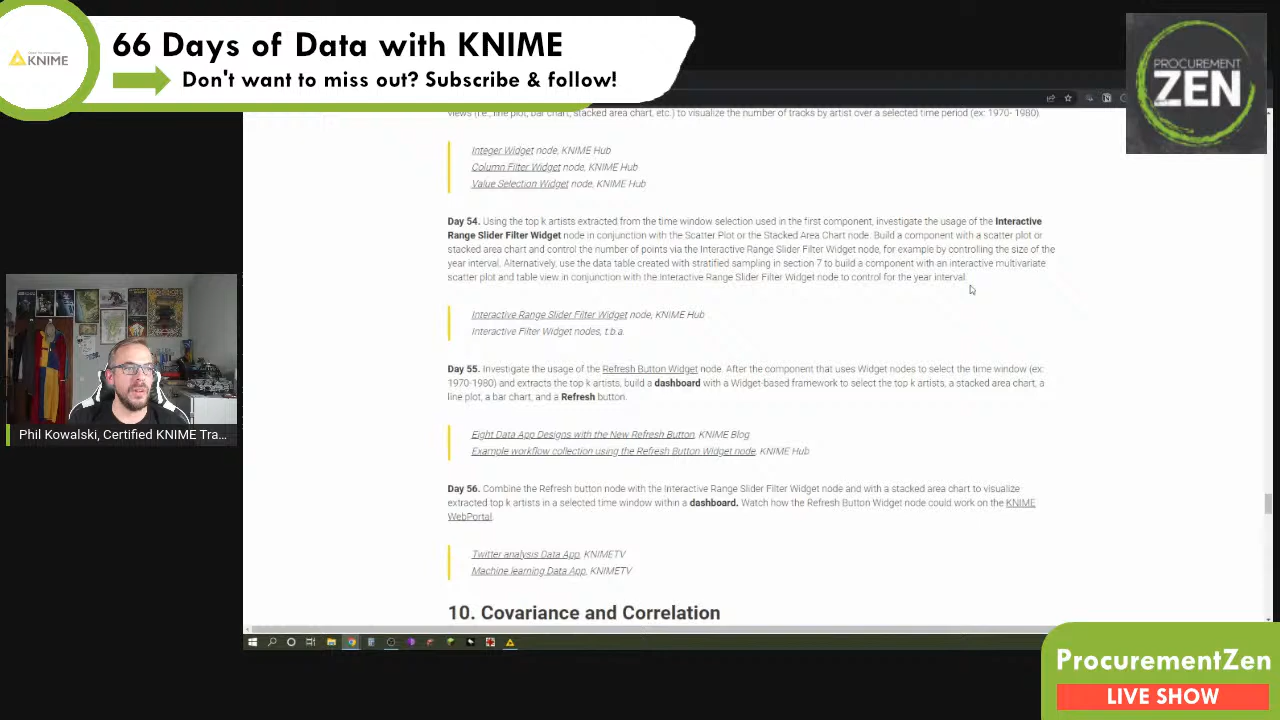 66 Days of Data with KNIME
Don't want to miss out? Subscribe & follow!
KNIME
PROCUREMENT
ZEN
views (i.e., line plot, bar chart, stacked area chart, etc.) to visualize the number of tracks by artist over a selected time period (ex: 1970- 1980)
Integer Widget node, KNIME Hub
Column Filter Widget node, KNIME Hub
Value Selection Widget node, KNIME Hub
Day 54. Using the top k artists extracted from the time window selection used in the first component, investigate the usage of the Interactive
Range Slider Filter Widget node in conjunction with the Scatter Plot or the Stacked Area Chart node. Build a component with a scatter plot or
stacked area chart and control the number of points via the Interactive Range Slider Filter Widget node, for example by controlling the size of the
year interval. Alternatively, use the data table created with stratified sampling in section 7 to build a component with an interactive multivariate
scatter plot and table view in conjunction with the Interactive Range Slider Filter Widget node to control for the year interval.
Interactive Range Slider Filter Widget node, KNIME Hub
Interactive Filter Widget nodes, t.b.a.
Day 55. Investigate the usage of the Refresh Button Widget node. After the component that uses Widget nodes to select the time window (ex:
1970-1980) and extracts the top k artists, build a dashboard with a Widget-based framework to select the top k artists, a stacked area chart, a
line plot, a bar chart, and a Refresh button.
Eight Data App Designs with the New Refresh Button, KNIME Blog
Example workflow collection using the Refresh Button Widget node, KNIME Hub
Day 56. Combine the Refresh button node with the Interactive Range Slider Filter Widget node and with a stacked area chart to visualize
extracted top k artists in a selected time window within a dashboard. Watch how the Refresh Button Widget node could work on the KNIME
WebPortal.
Twitter analysis Data App, KNIMETV
Machine learning Data App, KNIMETV
10. Covariance and Correlation
Phil Kowalski, Certified KNIME Tra...
ProcurementZen
LIVE SHOW